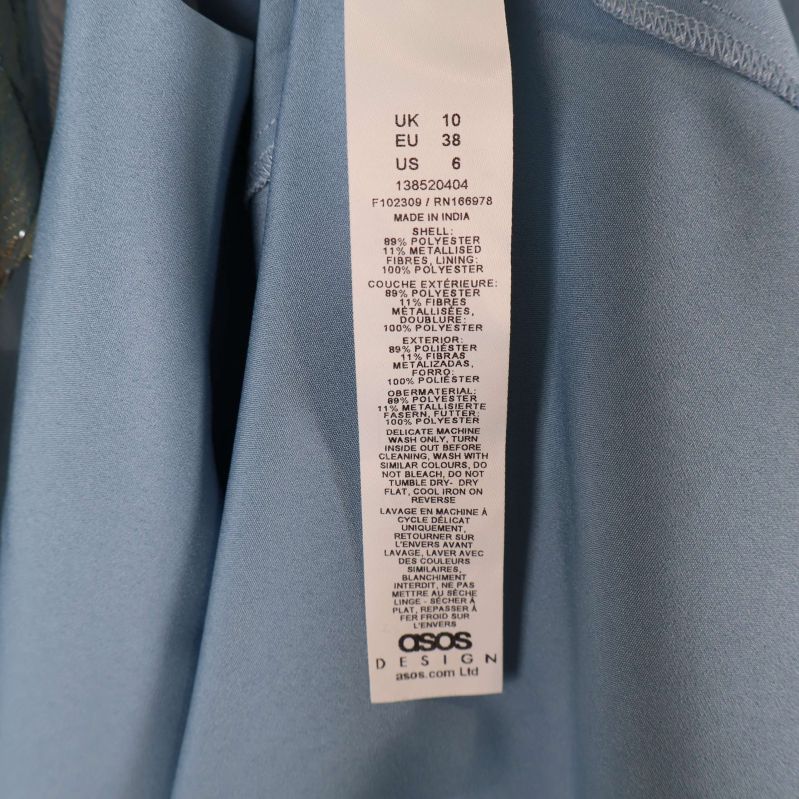 UK 10
EU 38
US 6
138520404
F102309 / RN166978
MADE IN INDIA
SHELL:
89% POLYESTER
11% METALLISED
FIBRES, LINING:
100% POLYESTER
COUCHE EXTÉRIEURE:
89% POLYESTER
11% FIBRES
MÉTALLISÉES,
DOUBLURE:
100% POLYESTER
EXTERIOR:
89% POLIÉSTER
11% FIBRAS
METALIZADAS,
FORRO:
100% POLIÉSTER
OBERMATERIAL:
89% POLYESTER
11% METALLISIERTE
FASERN, FUTTER:
100% POLYESTER
DELICATE MACHINE
WASH ONLY, TURN
INSIDE OUT BEFORE
CLEANING, WASH WITH
SIMILAR COLOURS, DO
NOT BLEACH, DO NOT
TUMBLE DRY- DRY
FLAT, COOL IRON ON
REVERSE
LAVAGE EN MACHINE À
CYCLE DÉLICAT
UNIQUEMENT,
RETOURNER SUR
L'ENVERS AVANT
LAVAGE, LAVER AVEC
DES COULEURS
SIMILAIRES,
BLANCHIMENT
INTERDIT, NE PAS
METTRE AU SÈCHE
LINGE - SÉCHER À
PLAT, REPASSER À
FER FROID SUR
L'ENVERS
asos
DESIGN
asos.com Ltd